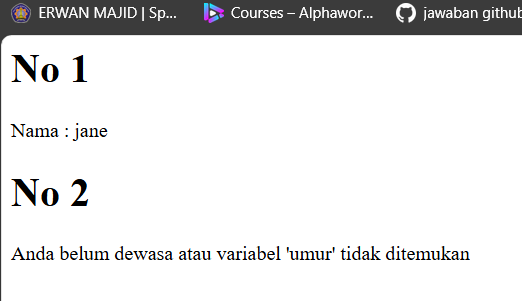 ERWAN MAJID | Sp... Courses – Alphawor... jawaban github
No 1
Nama : jane
No 2
Anda belum dewasa atau variabel 'umur' tidak ditemukan